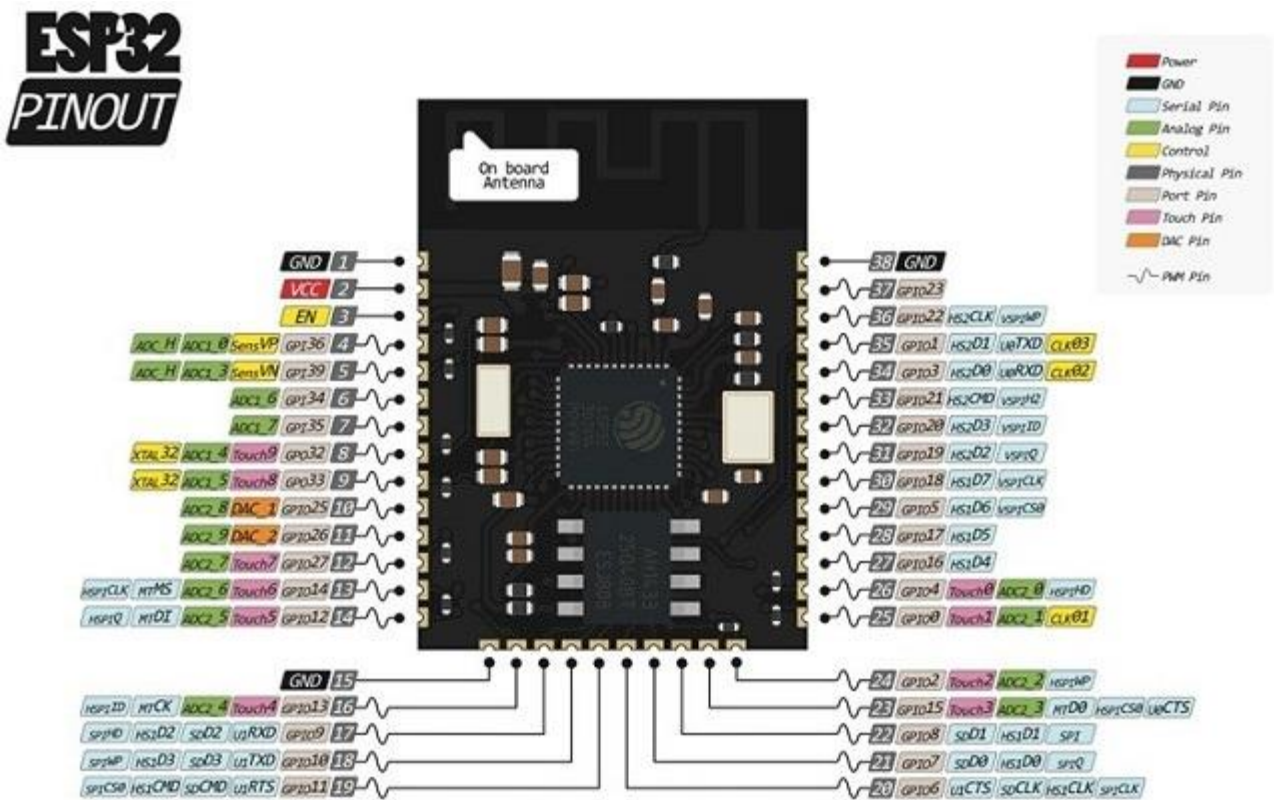 ESP32
PINOUT
Power
GND
Serial Pin
Analog Pin
Control
Physical Pin
Port Pin
Touch Pin
DAC Pin
PWM Pin
On board
Antenna
GND 1
VCC 2
EN 3
ADC_H ADC1_0 SensVP GPI36 4
ADC_H ADC1_3 SensVN GPI39 5
ADC1_6 GPI34 6
ADC1_7 GPI35 7
XTAL32 ADC1_4 Touch9 GPO32 8
XTAL32 ADC1_5 Touch8 GPO33 9
ADC2_8 DAC_1 GPIO25 10
ADC2_9 DAC_2 GPIO26 11
ADC2_7 Touch7 GPIO27 12
HSPICLK MTMS ADC2_6 Touch6 GPIO14 13
HSPIQ MTDI ADC2_5 Touch5 GPIO12 14
GND 15
HSPIID MTCK ADC2_4 Touch4 GPIO13 16
SPIHD HS1D2 SDD2 U1RXD GPIO9 17
SPIWP HS1D3 SDD3 U1TXD GPIO10 18
SPICS0 HS1CMD SDCMD U1RTS GPIO11 19
38 GND
37 GPIO23
36 GPIO22 HS2CLK VSPIWP
35 GPIO1 HS2D1 U0TXD CLK03
34 GPIO3 HS2D0 U0RXD CLK02
33 GPIO21 HS2CMD VSPIH2
32 GPIO20 HS2D3 VSPIID
31 GPIO19 HS2D2 VSPIQ
30 GPIO18 HS1D7 VSPICLK
29 GPIO5 HS1D6 VSPICS0
28 GPIO17 HS1D5
27 GPIO16 HS1D4
26 GPIO4 Touch0 ADC2_0 HSPIHD
25 GPIO0 Touch1 ADC2_1 CLK01
24 GPIO2 Touch2 ADC2_2 HSPIWP
23 GPIO15 Touch3 ADC2_3 MTD0 HSPICS0 U0CTS
22 GPIO8 SDD1 HS1D1 SPI
21 GPIO7 SDD0 HS1D0 SPIQ
20 GPIO6 U1CTS SDCLK HS1CLK SPICLK